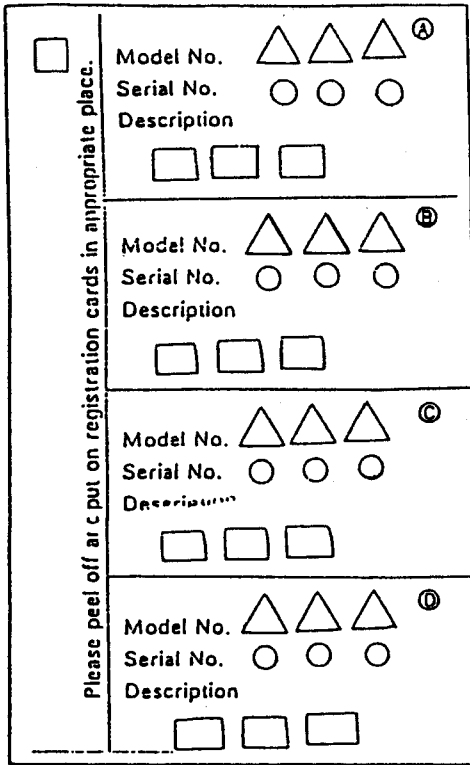 Please peel off and put on registration cards in appropriate place.
Model No. △ △ △ Ⓐ
Serial No. ○ ○ ○
Description
□ □ □
Model No. △ △ △ Ⓑ
Serial No. ○ ○ ○
Description
□ □ □
Model No. △ △ △ Ⓒ
Serial No. ○ ○ ○
Description
□ □ □
Model No. △ △ △ Ⓓ
Serial No. ○ ○ ○
Description
□ □ □